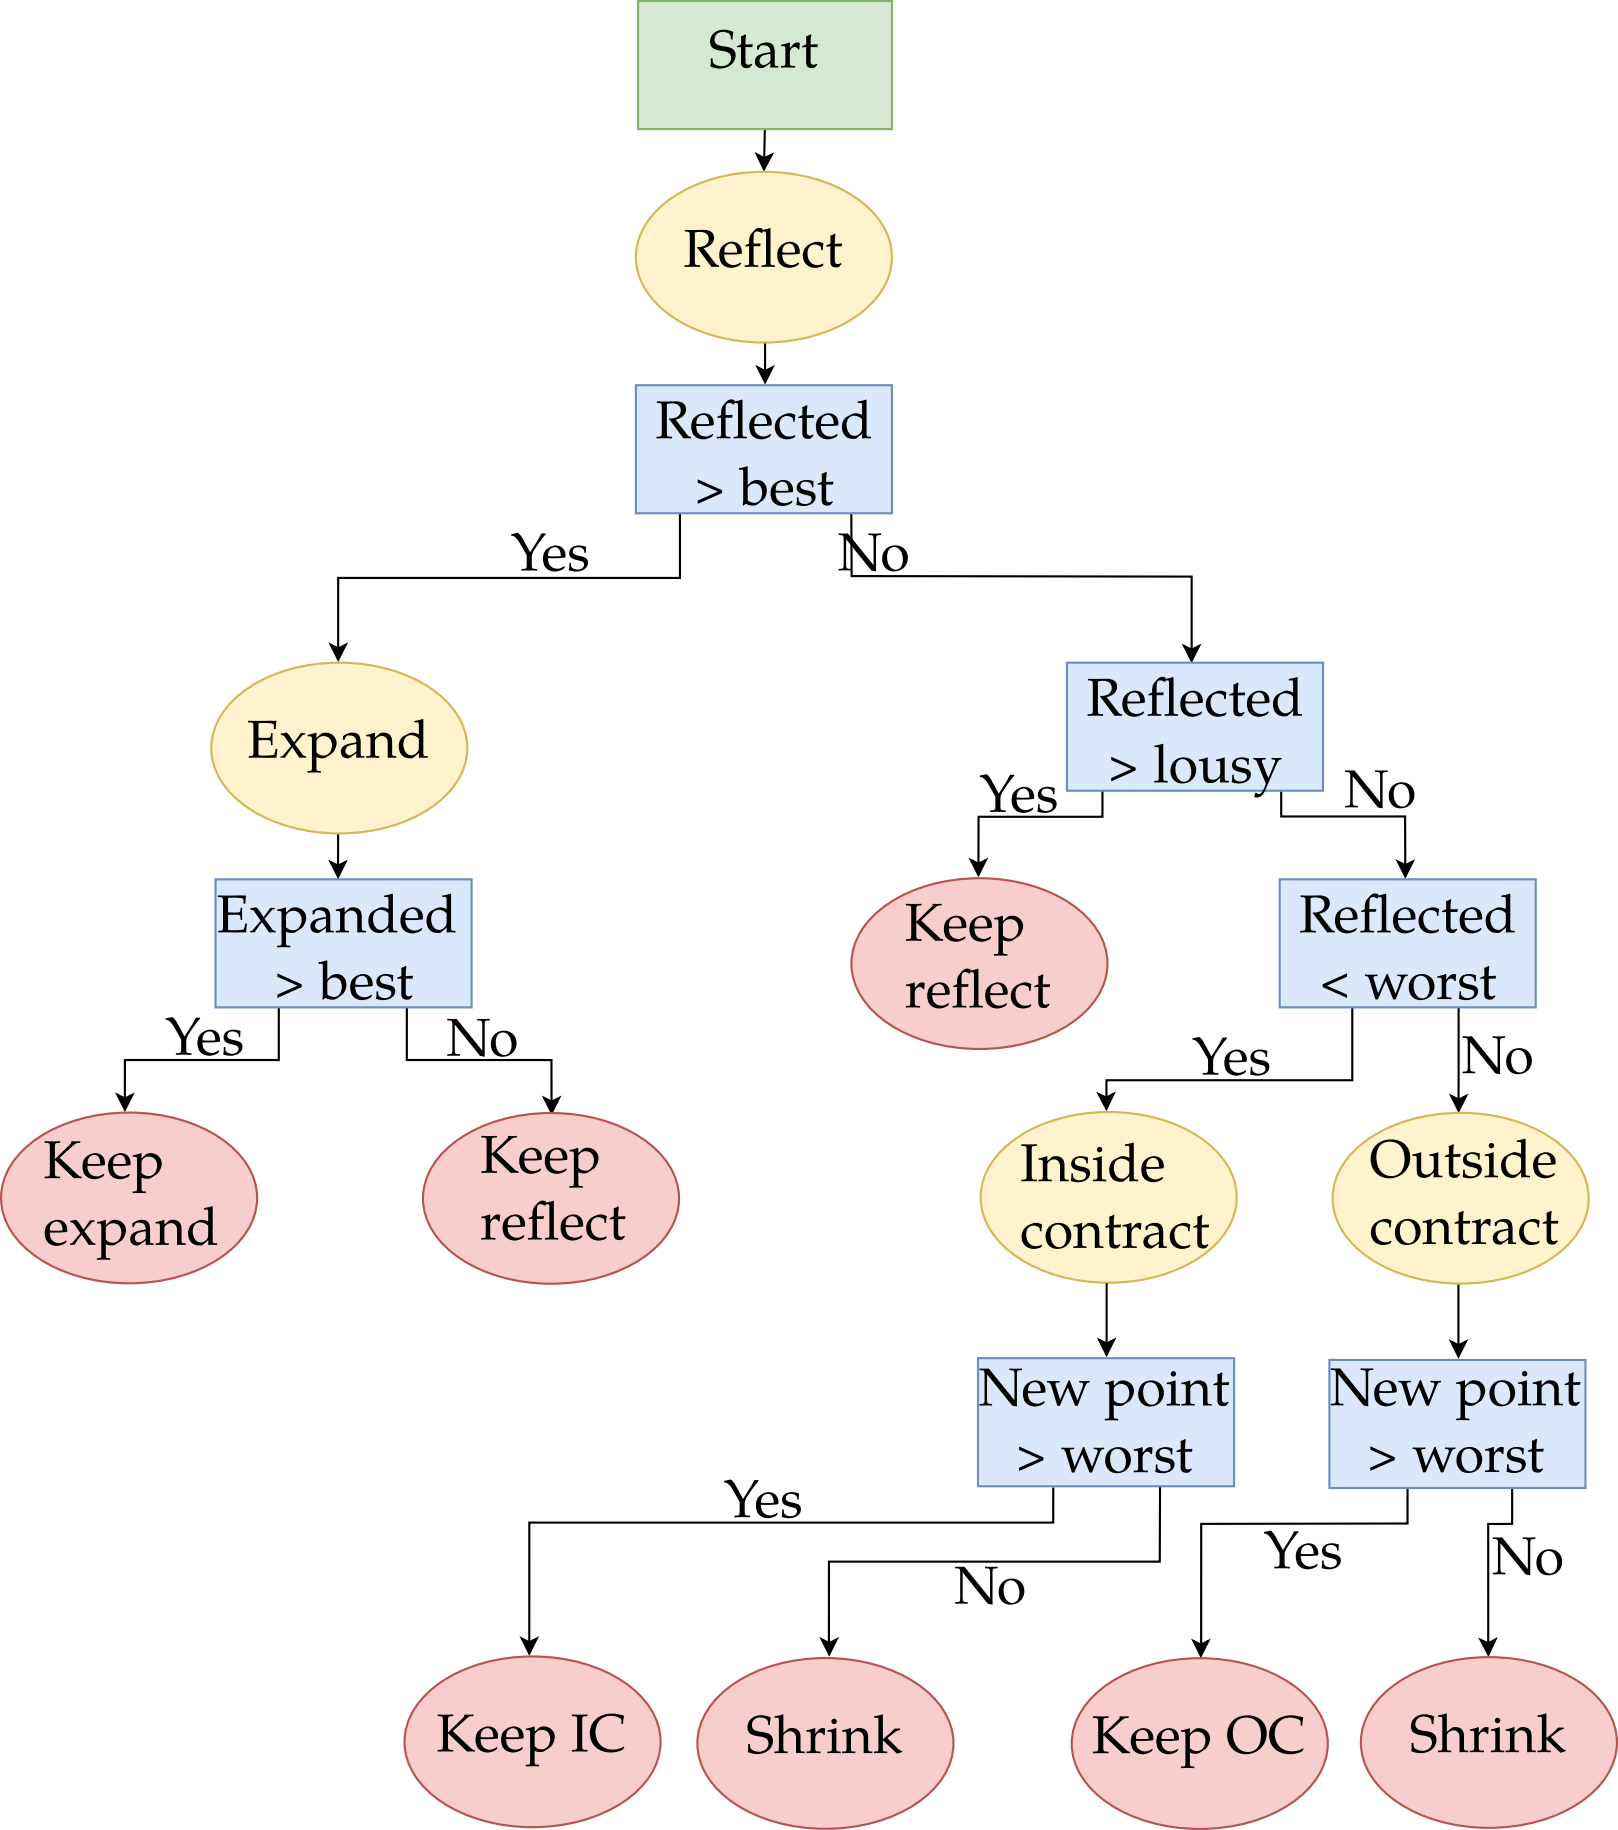 Start
Reflect
Reflected
> best
Yes
No
Expand
Reflected
> lousy
Yes
No
Expanded
> best
Keep
reflect
Reflected
< worst
Yes
No
Yes
No
Keep
expand
Keep
reflect
Inside
contract
Outside
contract
New point
> worst
New point
> worst
Yes
No
Yes
No
Keep IC
Shrink
Keep OC
Shrink